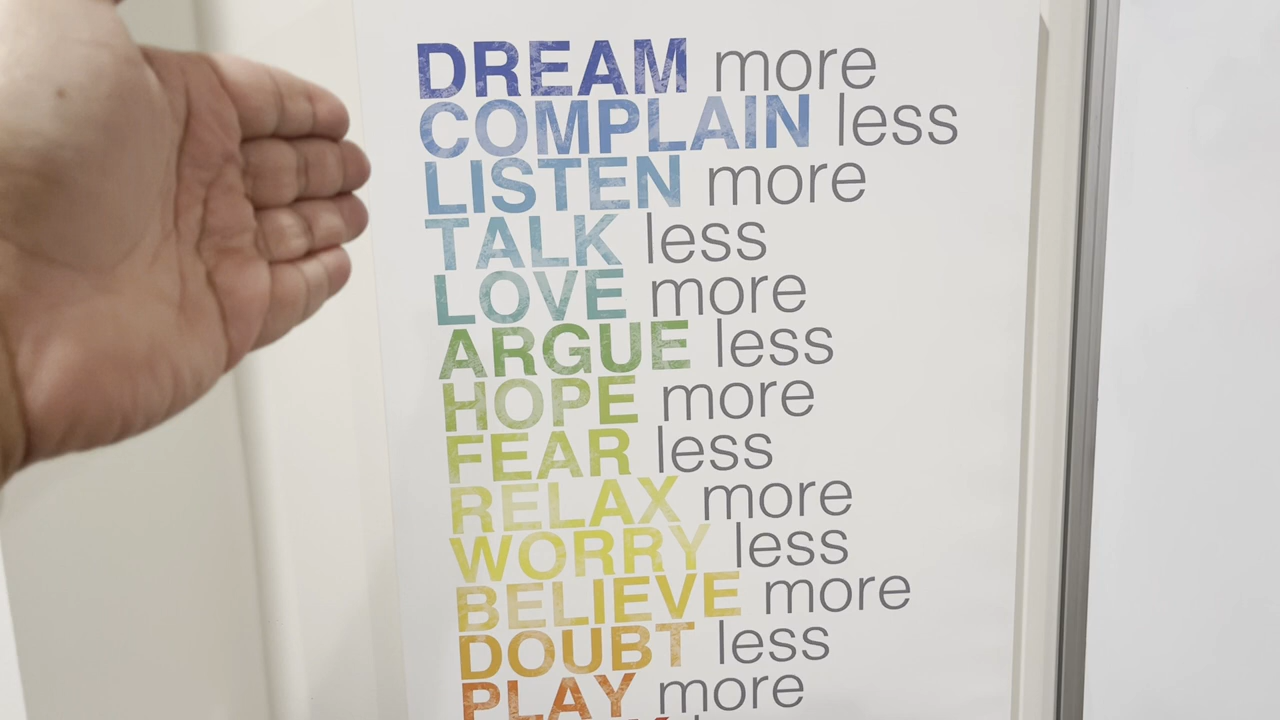 DREAM more
COMPLAIN less
LISTEN more
TALK less
LOVE more
ARGUE less
HOPE more
FEAR less
RELAX more
WORRY less
BELIEVE more
DOUBT less
PLAY more